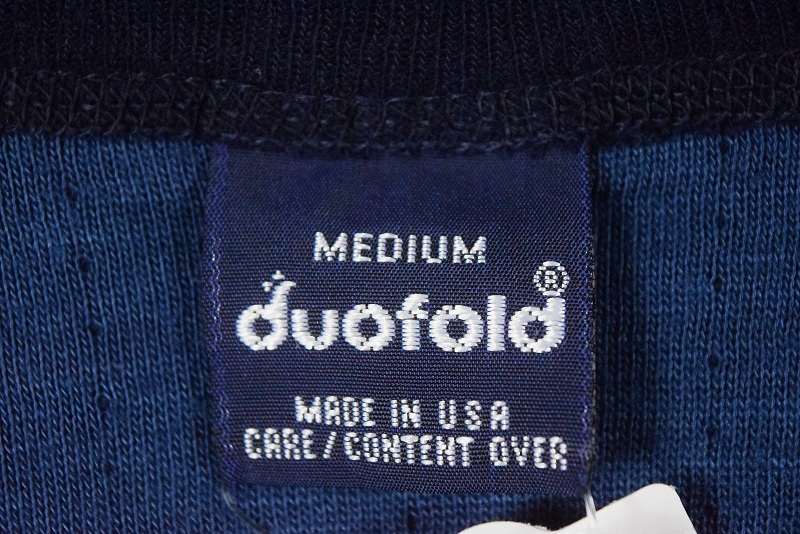 MEDIUM
duofold®
MADE IN USA
CARE/CONTENT OVER